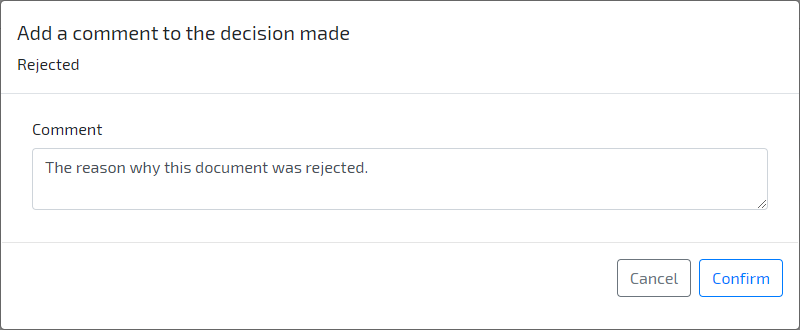 Add a comment to the decision made
Rejected
Comment
The reason why this document was rejected.
Cancel Confirm